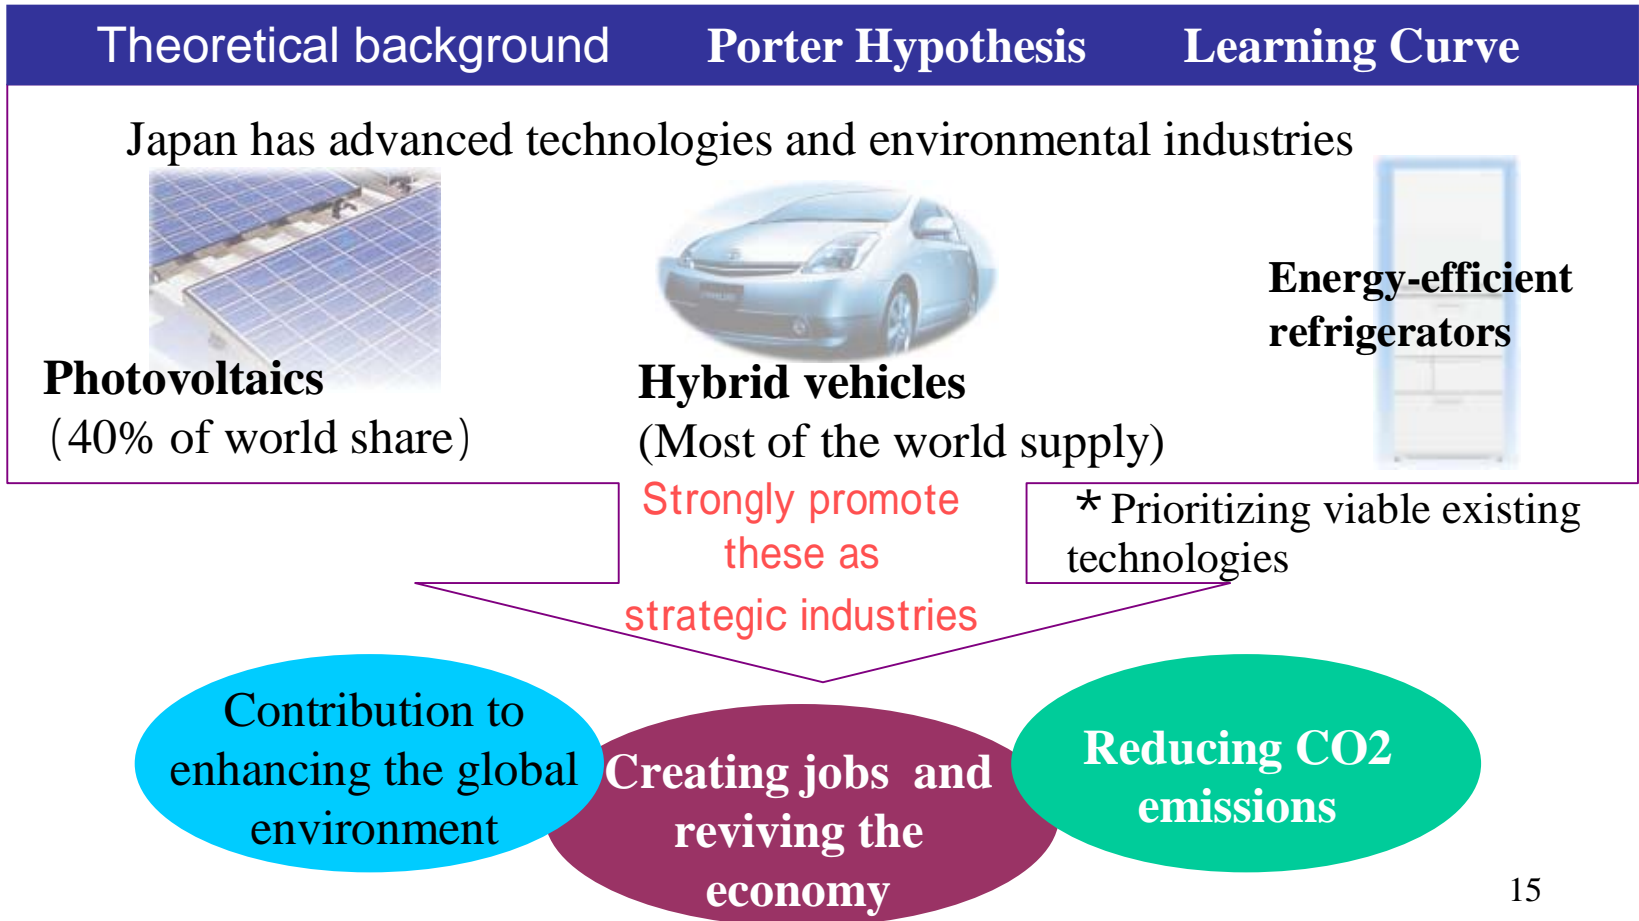 Theoretical background Porter Hypothesis Learning Curve
Japan has advanced technologies and environmental industries
Photovoltaics
(40% of world share)
Hybrid vehicles
(Most of the world supply)
Energy-efficient
refrigerators
Strongly promote
these as
strategic industries
* Prioritizing viable existing
technologies
Contribution to
enhancing the global
environment
Creating jobs and
reviving the
economy
Reducing CO2
emissions
15